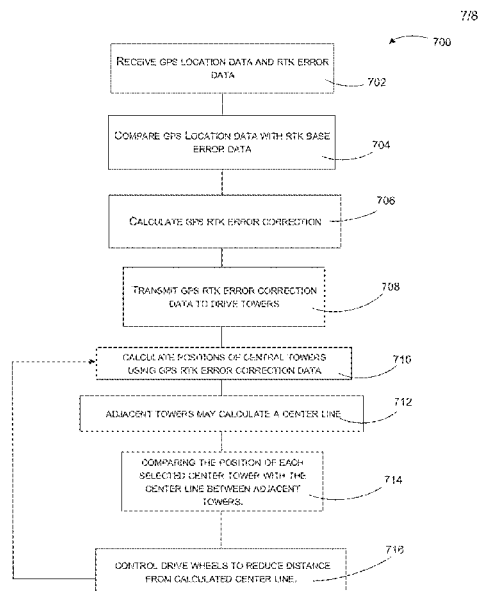 7/8
700
RECEIVE GPS LOCATION DATA AND RTK ERROR
DATA
702
COMPARE GPS LOCATION DATA WITH RTK BASE
ERROR DATA
704
CALCULATE GPS RTK ERROR CORRECTION
706
TRANSMIT GPS RTK ERROR CORRECTION
DATA TO DRIVE TOWERS
708
CALCULATE POSITIONS OF CENTRAL TOWERS
USING GPS RTK ERROR CORRECTION DATA
710
ADJACENT TOWERS MAY CALCULATE A CENTER LINE
712
COMPARING THE POSITION OF EACH
SELECTED CENTER TOWER WITH THE
CENTER LINE BETWEEN ADJACENT
TOWERS.
714
CONTROL DRIVE WHEELS TO REDUCE DISTANCE
FROM CALCULATED CENTER LINE.
716